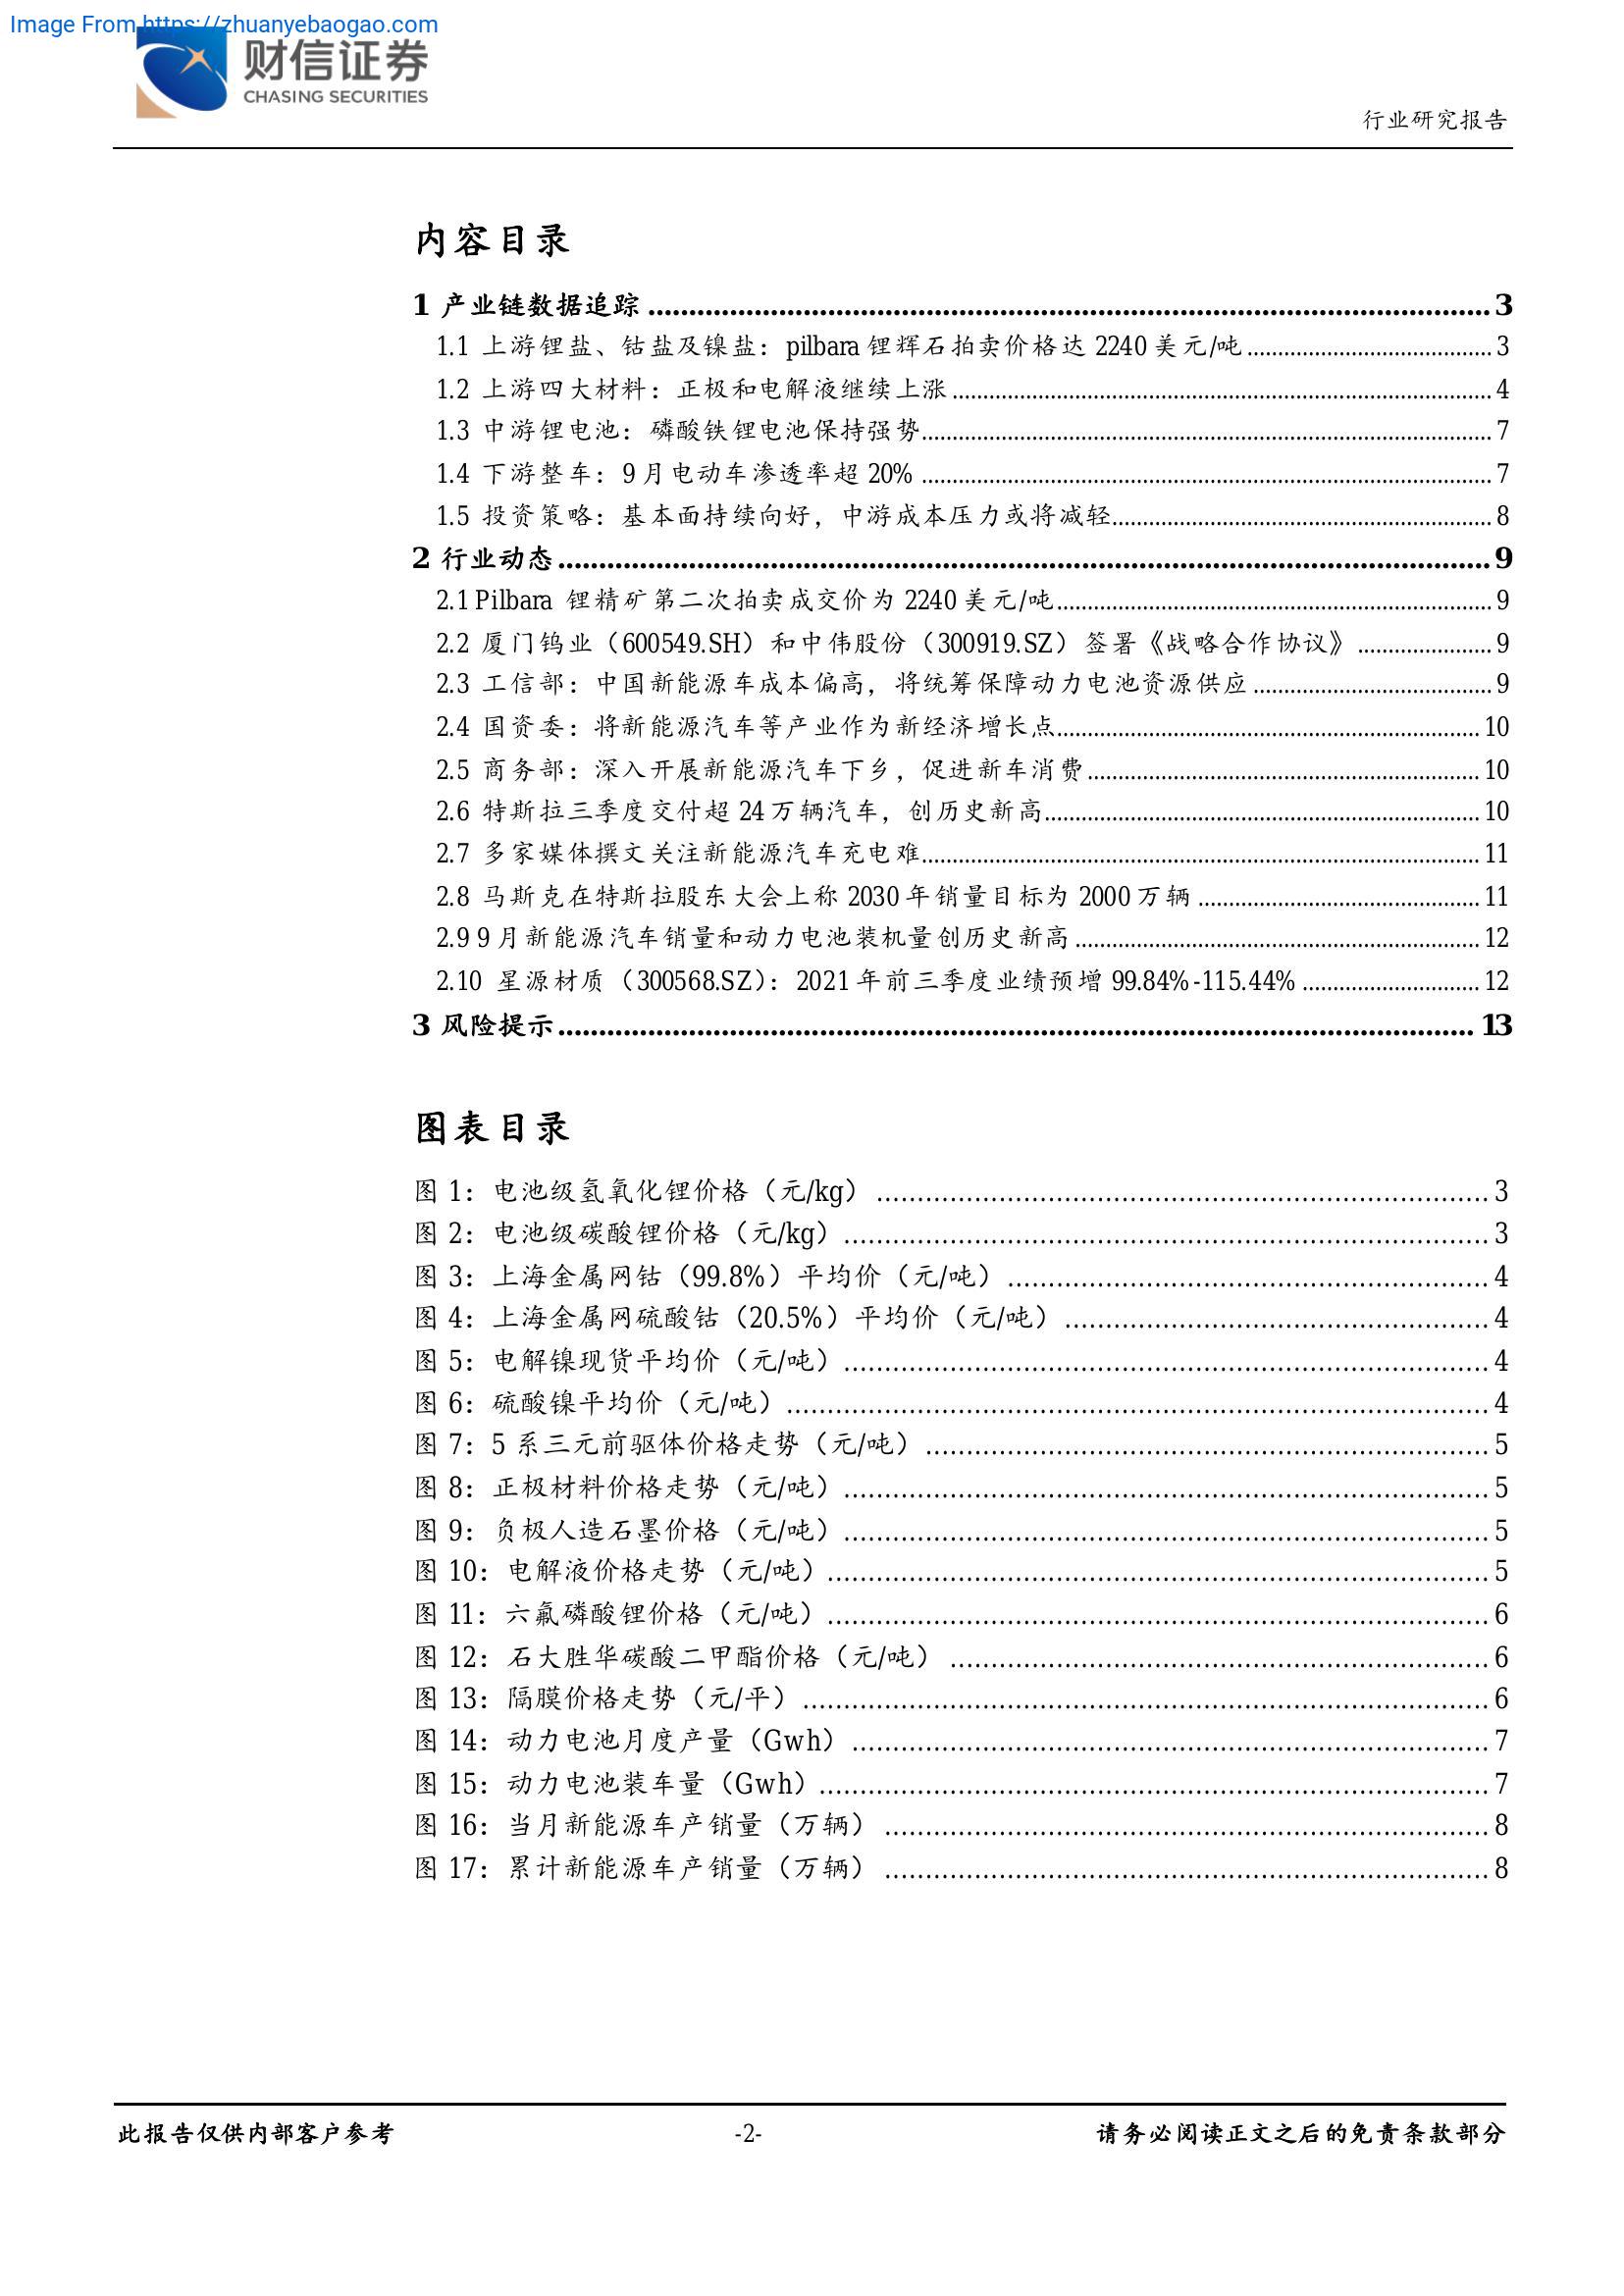 Image From https://zhuanyebaogao.com
财信证券
CHASING SECURITIES
行业研究报告
内容目录
1 产业链数据追踪 ........................................ 3
1.1 上游锂盐、钴盐及镍盐：pilbara 锂辉石拍卖价格达 2240 美元/吨 ........................................ 3
1.2 上游四大材料：正极和电解液继续上涨 ........................................ 4
1.3 中游锂电池：磷酸铁锂电池保持强势 ........................................ 7
1.4 下游整车：9 月电动车渗透率超 20% ........................................ 7
1.5 投资策略：基本面持续向好，中游成本压力或将减轻 ........................................ 8
2 行业动态 ........................................ 9
2.1 Pilbara 锂精矿第二次拍卖成交价为 2240 美元/吨 ........................................ 9
2.2 厦门钨业（600549.SH）和中伟股份（300919.SZ）签署《战略合作协议》 ........................................ 9
2.3 工信部：中国新能源车成本偏高，将统筹保障动力电池资源供应 ........................................ 9
2.4 国资委：将新能源汽车等产业作为新经济增长点 ........................................ 10
2.5 商务部：深入开展新能源汽车下乡，促进新车消费 ........................................ 10
2.6 特斯拉三季度交付超 24 万辆汽车，创历史新高 ........................................ 10
2.7 多家媒体撰文关注新能源汽车充电难 ........................................ 11
2.8 马斯克在特斯拉股东大会上称 2030 年销量目标为 2000 万辆 ........................................ 11
2.9 9 月新能源汽车销量和动力电池装机量创历史新高 ........................................ 12
2.10 星源材质（300568.SZ）：2021 年前三季度业绩预增 99.84%-115.44% ........................................ 12
3 风险提示 ........................................ 13
图表目录
图 1：电池级氢氧化锂价格（元/kg） ........................................ 3
图 2：电池级碳酸锂价格（元/kg） ........................................ 3
图 3：上海金属网钴（99.8%）平均价（元/吨） ........................................ 4
图 4：上海金属网硫酸钴（20.5%）平均价（元/吨） ........................................ 4
图 5：电解镍现货平均价（元/吨） ........................................ 4
图 6：硫酸镍平均价（元/吨） ........................................ 4
图 7：5 系三元前驱体价格走势（元/吨） ........................................ 5
图 8：正极材料价格走势（元/吨） ........................................ 5
图 9：负极人造石墨价格（元/吨） ........................................ 5
图 10：电解液价格走势（元/吨） ........................................ 5
图 11：六氟磷酸锂价格（元/吨） ........................................ 6
图 12：石大胜华碳酸二甲酯价格（元/吨） ........................................ 6
图 13：隔膜价格走势（元/平） ........................................ 6
图 14：动力电池月度产量（Gwh） ........................................ 7
图 15：动力电池装车量（Gwh） ........................................ 7
图 16：当月新能源车产销量（万辆） ........................................ 8
图 17：累计新能源车产销量（万辆） ........................................ 8
此报告仅供内部客户参考
-2-
请务必阅读正文之后的免责条款部分